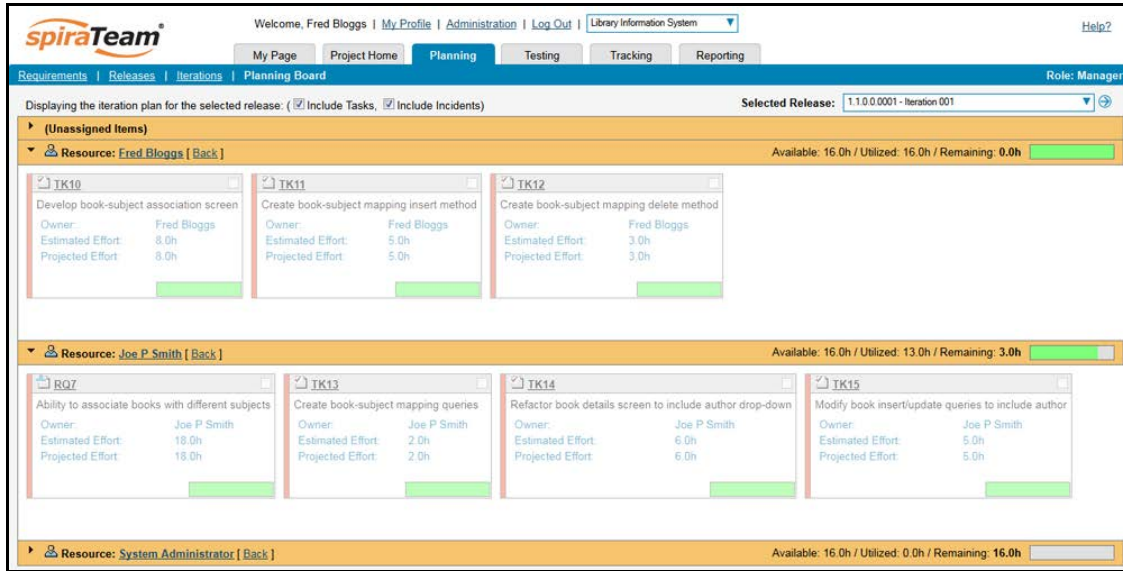 spiraTeam®
Welcome, Fred Bloggs | My Profile | Administration | Log Out | Library Information System
Help?
My Page Project Home Planning Testing Tracking Reporting
Requirements | Releases | Iterations | Planning Board Role: Manager
Displaying the iteration plan for the selected release: ( Include Tasks, Include Incidents) Selected Release: 1.1.0.0.0001 - Iteration 001
(Unassigned Items)
Resource: Fred Bloggs [ Back ] Available: 16.0h / Utilized: 16.0h / Remaining: 0.0h
TK10 TK11 TK12
Develop book-subject association screen Create book-subject mapping insert method Create book-subject mapping delete method
Owner: Fred Bloggs Owner: Fred Bloggs Owner: Fred Bloggs
Estimated Effort: 8.0h Estimated Effort: 5.0h Estimated Effort: 3.0h
Projected Effort: 8.0h Projected Effort: 5.0h Projected Effort: 3.0h
Resource: Joe P Smith [ Back ] Available: 16.0h / Utilized: 13.0h / Remaining: 3.0h
RQ7 TK13 TK14 TK15
Ability to associate books with different subjects Create book-subject mapping queries Refactor book details screen to include author drop-down Modify book insert/update queries to include author
Owner: Joe P Smith Owner: Joe P Smith Owner: Joe P Smith Owner: Joe P Smith
Estimated Effort: 18.0h Estimated Effort: 2.0h Estimated Effort: 6.0h Estimated Effort: 5.0h
Projected Effort: 18.0h Projected Effort: 2.0h Projected Effort: 6.0h Projected Effort: 5.0h
Resource: System Administrator [ Back ] Available: 16.0h / Utilized: 0.0h / Remaining: 16.0h